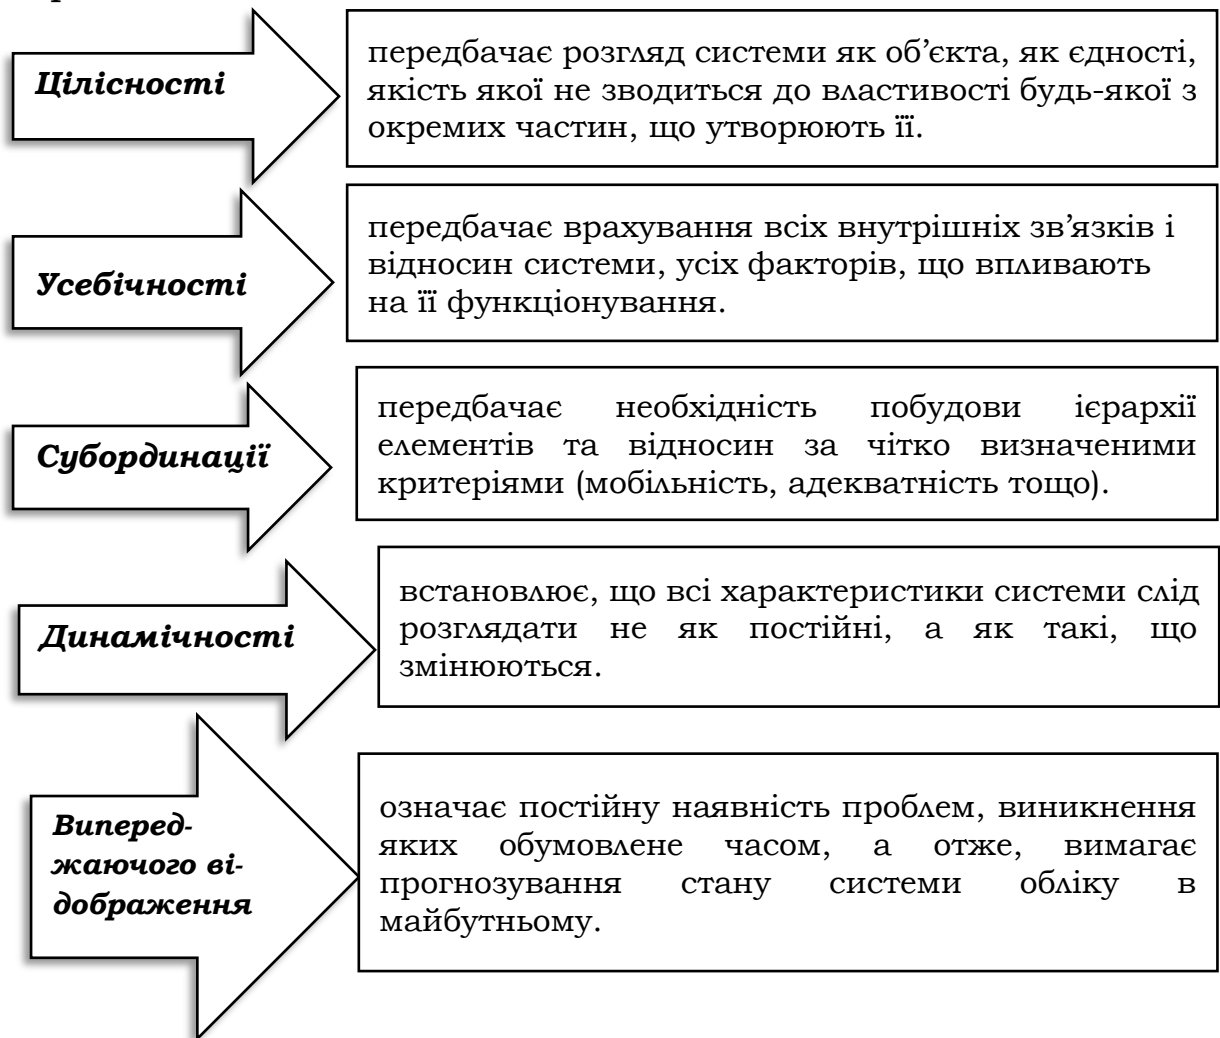 Цілісності
передбачає розгляд системи як об’єкта, як єдності,
якість якої не зводиться до властивості будь-якої з
окремих частин, що утворюють її.
Усебічності
передбачає врахування всіх внутрішніх зв’язків і
відносин системи, усіх факторів, що впливають
на її функціонування.
Субординації
передбачає необхідність побудови ієрархії
елементів та відносин за чітко визначеними
критеріями (мобільність, адекватність тощо).
Динамічності
встановлює, що всі характеристики системи слід
розглядати не як постійні, а як такі, що
змінюються.
Виперед-
жаючого ві-
дображення
означає постійну наявність проблем, виникнення
яких обумовлене часом, а отже, вимагає
прогнозування стану системи обліку в
майбутньому.